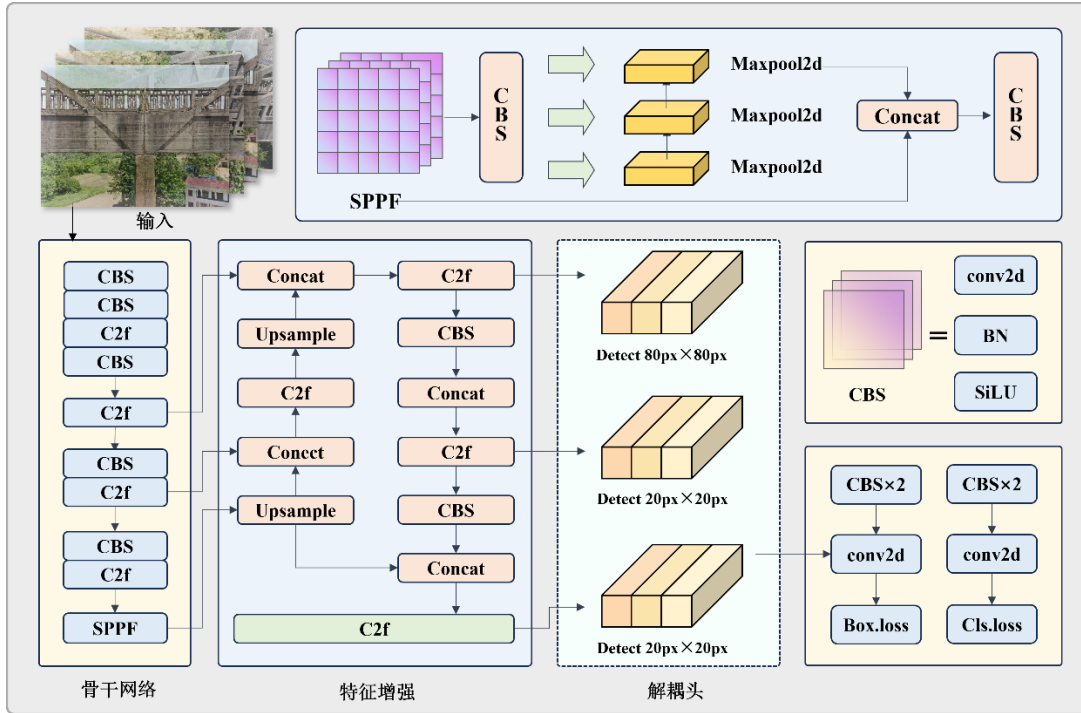 输入
SPPF
C
B
S
Maxpool2d
Maxpool2d
Maxpool2d
Concat
C
B
S
CBS
CBS
C2f
CBS
C2f
CBS
C2f
CBS
C2f
SPPF
骨干网络
Concat
Upsample
C2f
Concct
Upsample
C2f
CBS
Concat
C2f
CBS
Concat
C2f
特征增强
Detect 80px×80px
Detect 20px×20px
Detect 20px×20px
解耦头
CBS
=
conv2d
BN
SiLU
CBS×2
CBS×2
conv2d
conv2d
Box.loss
Cls.loss